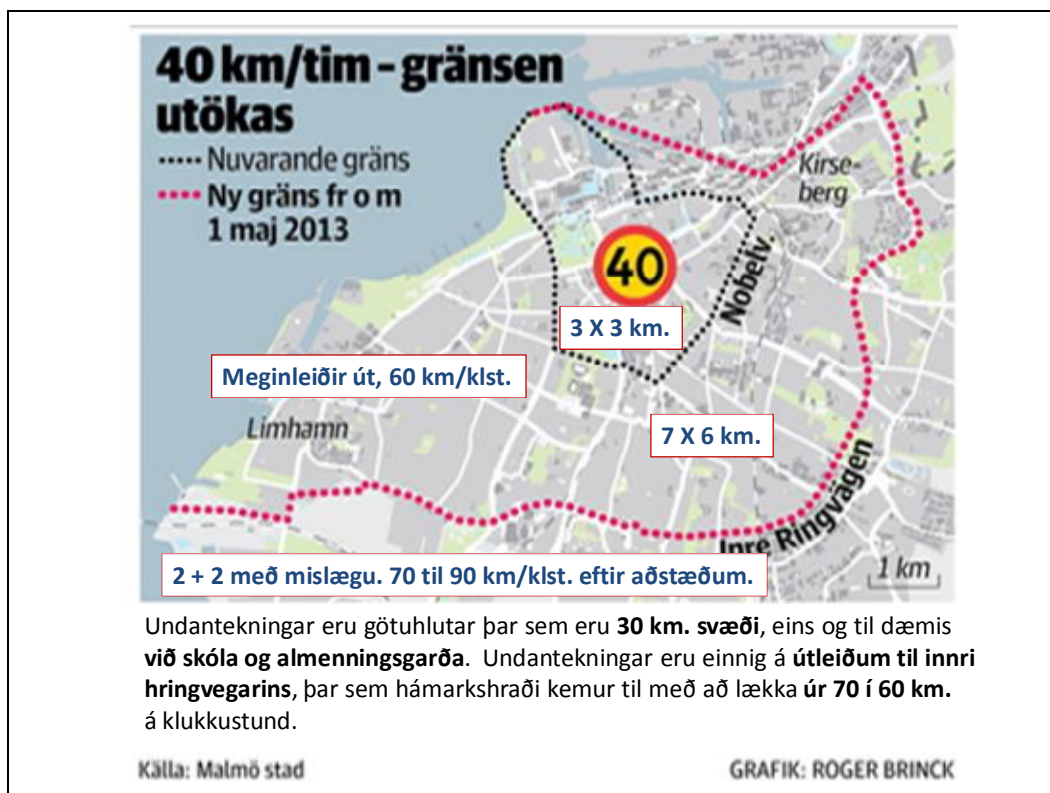 40 km/tim – gränsen
utökas
Nuvarande gräns
Ny gräns fr o m
1 maj 2013
Kirse-
berg
40
Nobelv.
3 X 3 km.
Meginleiðir út, 60 km/klst.
Limhamn
7 X 6 km.
Inre Ringvägen
2 + 2 með mislægu. 70 til 90 km/klst. eftir aðstæðum.
1 km
Undantekningar eru götuhlutar þar sem eru 30 km. svæði, eins og til dæmis
við skóla og almenningsgarða. Undantekningar eru einnig á útleiðum til innri
hringvegarins, þar sem hámarkshraði kemur til með að lækka úr 70 í 60 km.
á klukkustund.
Källa: Malmö stad
GRAFIK: ROGER BRINCK